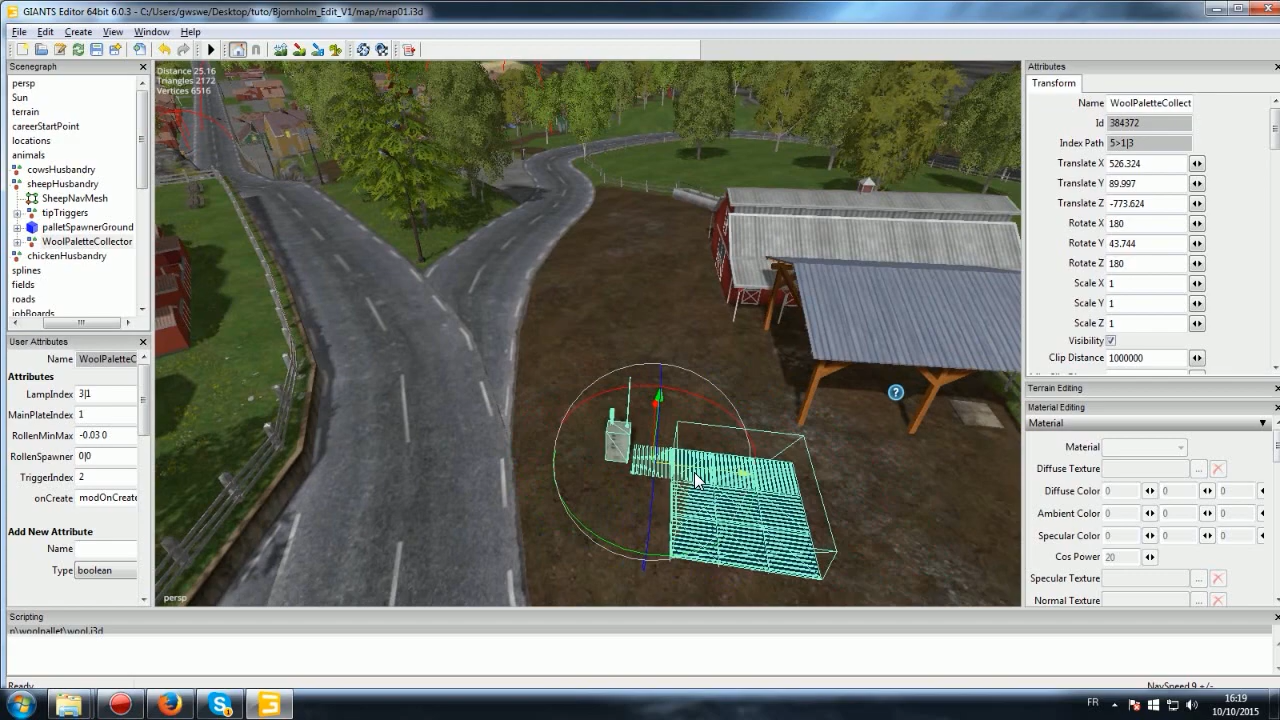 GIANTS Editor 64bit 6.0.3 - C:/Users/gwswe/Desktop/tuto/Bjornholm_Edit_V1/map/map01.i3d
File Edit Create View Window Help
Scenegraph
persp
Sun
terrain
careerStartPoint
locations
animals
cowsHusbandry
sheepHusbandry
SheepNavMesh
tipTriggers
palletSpawnerGround
WoolPaletteCollector
chickenHusbandry
splines
fields
roads
User Attributes
Name WoolPaletteC
Attributes
LampIndex 3|1
MainPlateIndex 1
RollenMinMax -0.03 0
RollenSpawner 0|0
TriggerIndex 2
onCreate modOnCreate
Add New Attribute
Name
Type boolean
Distance 25.16
Triangles 2172
Vertices 6516
persp
Attributes
Transform
Name WoolPaletteCollect
Id 384372
Index Path 5>1|3
Translate X 526.324
Translate Y 89.997
Translate Z -773.624
Rotate X 180
Rotate Y 43.744
Rotate Z 180
Scale X 1
Scale Y 1
Scale Z 1
Visibility
Clip Distance 1000000
Terrain Editing
Material Editing
Material
Material
Diffuse Texture ...
Diffuse Color 0 0 0
Ambient Color 0 0 0
Specular Color 0 0 0
Cos Power 20
Specular Texture ...
Normal Texture ...
Scripting
n\woolpallet/wool.i3d
Ready
NavSpeed 9 +/-
FR
16:19
10/10/2015